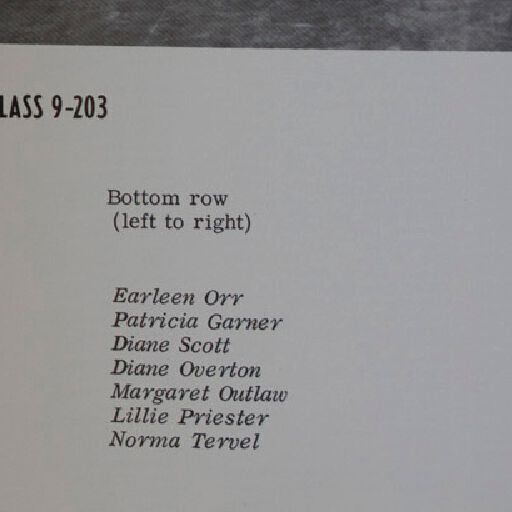 LASS 9-203
Bottom row
(left to right)
Earleen Orr
Patricia Garner
Diane Scott
Diane Overton
Margaret Outlaw
Lillie Priester
Norma Tervel